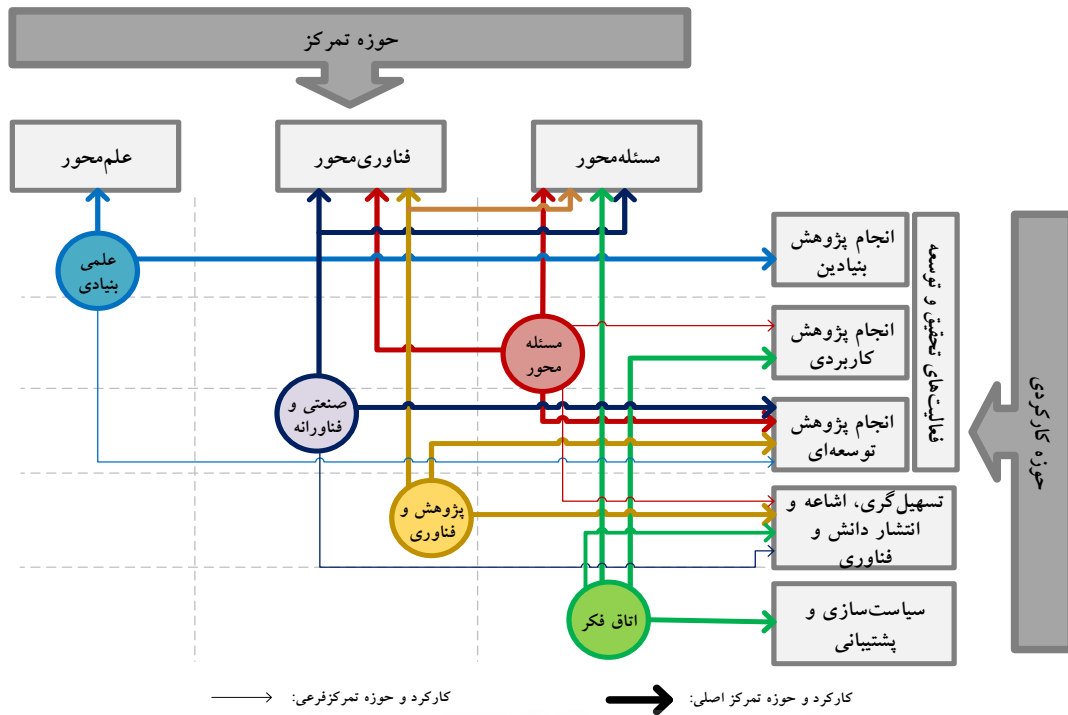 حوزه تمرکز
مسئله‌محور
فناوری‌محور
علم‌محور
انجام پژوهش
بنیادین
انجام پژوهش
کاربردی
انجام پژوهش
توسعه‌ای
تسهیل‌گری، اشاعه و
انتشار دانش و
فناوری
سیاست‌سازی و
پشتیبانی
فعالیت‌های تحقیق و توسعه
حوزه کارکردی
علمی
بنیادی
مسئله
محور
صنعتی و
فناورانه
پژوهش و
فناوری
اتاق فکر
کارکرد و حوزه تمرکز اصلی:
کارکرد و حوزه تمرکزفرعی: